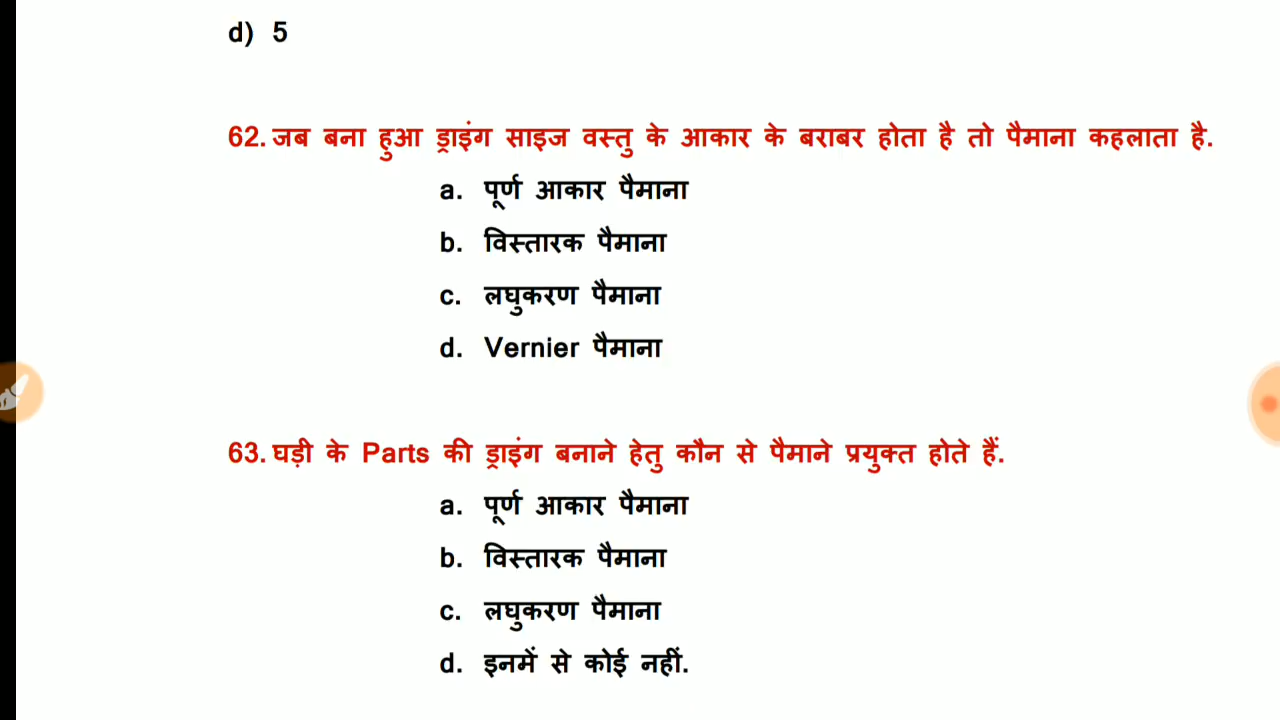 d) 5
62. जब बना हुआ ड्राइंग साइज वस्तु के आकार के बराबर होता है तो पैमाना कहलाता है.
a. पूर्ण आकार पैमाना
b. विस्तारक पैमाना
c. लघुकरण पैमाना
d. Vernier पैमाना
63. घड़ी के Parts की ड्राइंग बनाने हेतु कौन से पैमाने प्रयुक्त होते हैं.
a. पूर्ण आकार पैमाना
b. विस्तारक पैमाना
c. लघुकरण पैमाना
d. इनमें से कोई नहीं.